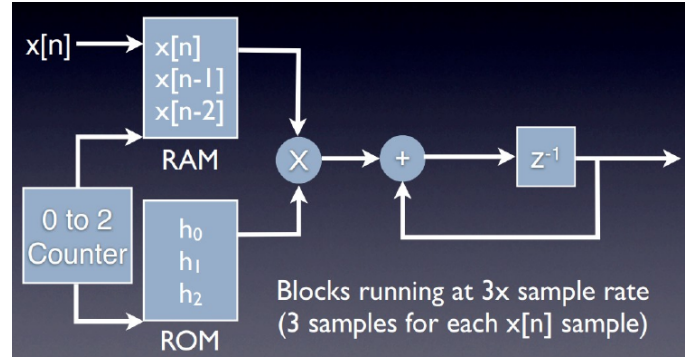 x[n]
x[n]
x[n-1]
x[n-2]
RAM
X
+
z-1
0 to 2
Counter
h0
h1
h2
ROM
Blocks running at 3x sample rate
(3 samples for each x[n] sample)